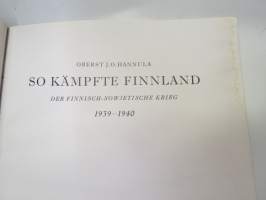 OBERST J. O. HANNULA
SO KÄMPFTE FINNLAND
DER FINNISCH-SOWJETISCHE KRIEG
1939–1940